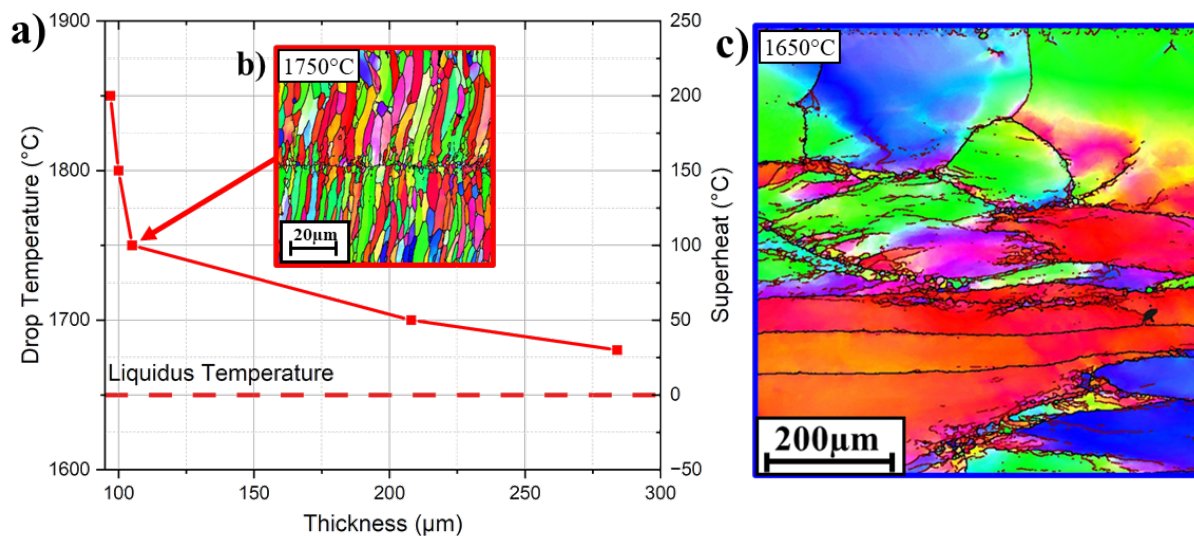 a)
1900
1850
1800
1750
1700
1650
1600
Drop Temperature (°C)
b)
1750°C
20µm
Liquidus Temperature
100
150
200
250
300
Thickness (µm)
250
200
150
100
50
0
−50
Superheat (°C)
c)
1650°C
200µm